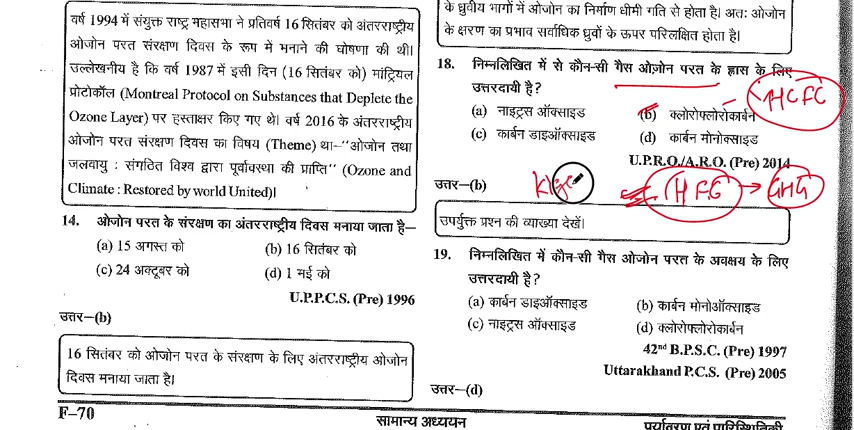 वर्ष 1994 में संयुक्त राष्ट्र महासभा ने प्रतिवर्ष 16 सितंबर को अंतरराष्ट्रीय
ओजोन परत संरक्षण दिवस के रूप में मनाने की घोषणा की थी।
उल्लेखनीय है कि वर्ष 1987 में इसी दिन (16 सितंबर को) मांट्रियल
प्रोटोकॉल (Montreal Protocol on Substances that Deplete the
Ozone Layer) पर हस्ताक्षर किए गए थे। वर्ष 2016 के अंतरराष्ट्रीय
ओजोन परत संरक्षण दिवस का विषय (Theme) था–"ओजोन तथा
जलवायु : संगठित विश्व द्वारा पूर्वावस्था की प्राप्ति" (Ozone and
Climate : Restored by world United)।
14. ओजोन परत के संरक्षण का अंतरराष्ट्रीय दिवस मनाया जाता है–
(a) 15 अगस्त को (b) 16 सितंबर को
(c) 24 अक्टूबर को (d) 1 मई को
U.P.P.C.S. (Pre) 1996
उत्तर–(b)
16 सितंबर को ओजोन परत के संरक्षण के लिए अंतरराष्ट्रीय ओजोन
दिवस मनाया जाता है।
F–70
सामान्य अध्ययन
के ध्रुवीय भागों में ओजोन का निर्माण धीमी गति से होता है। अतः ओजोन
के क्षरण का प्रभाव सर्वाधिक ध्रुवों के ऊपर परिलक्षित होता है।
18. निम्नलिखित में से कौन-सी गैस ओज़ोन परत के ह्रास के लिए
उत्तरदायी है?
(a) नाइट्रस ऑक्साइड (b) क्लोरोफ्लोरोकार्बन
HCFC
(c) कार्बन डाइऑक्साइड (d) कार्बन मोनोक्साइड
U.P.R.O./A.R.O. (Pre) 2014
उत्तर–(b)
HFC → GHG
उपर्युक्त प्रश्न की व्याख्या देखें।
19. निम्नलिखित में कौन-सी गैस ओजोन परत के अवक्षय के लिए
उत्तरदायी है?
(a) कार्बन डाइऑक्साइड (b) कार्बन मोनोऑक्साइड
(c) नाइट्रस ऑक्साइड (d) क्लोरोफ्लोरोकार्बन
42nd B.P.S.C. (Pre) 1997
Uttarakhand P.C.S. (Pre) 2005
उत्तर–(d)
पर्यावरण एवं पारिस्थितिकी